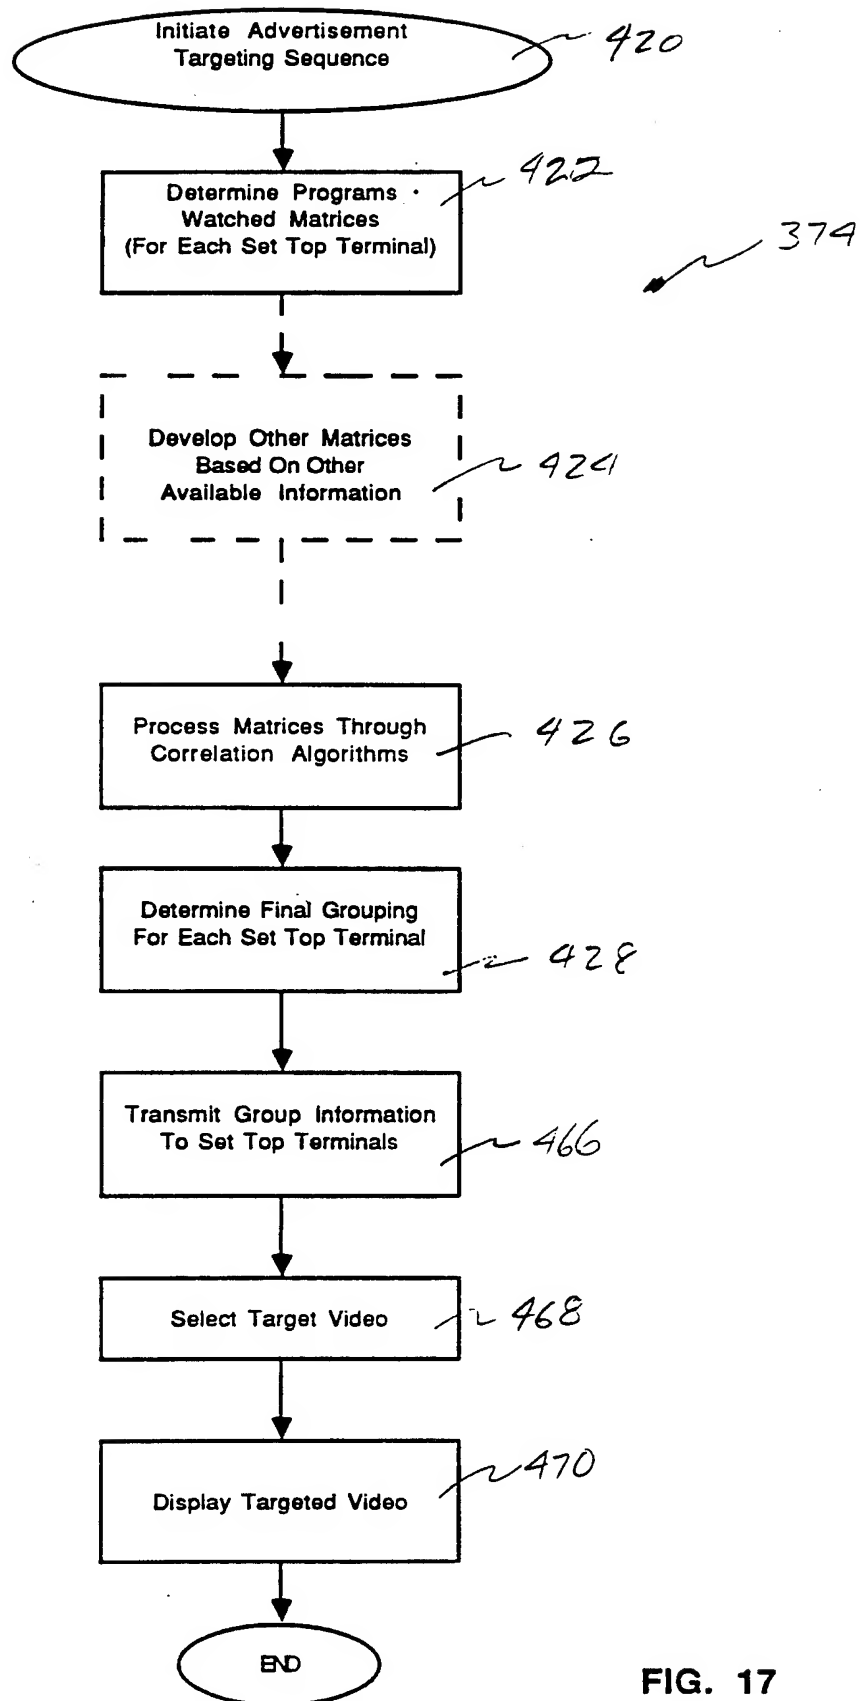 Initiate Advertisement
Targeting Sequence
420
Determine Programs
Watched Matrices
(For Each Set Top Terminal)
422
374
Develop Other Matrices
Based On Other
Available Information
424
Process Matrices Through
Correlation Algorithms
426
Determine Final Grouping
For Each Set Top Terminal
428
Transmit Group Information
To Set Top Terminals
466
Select Target Video
468
Display Targeted Video
470
END
FIG. 17